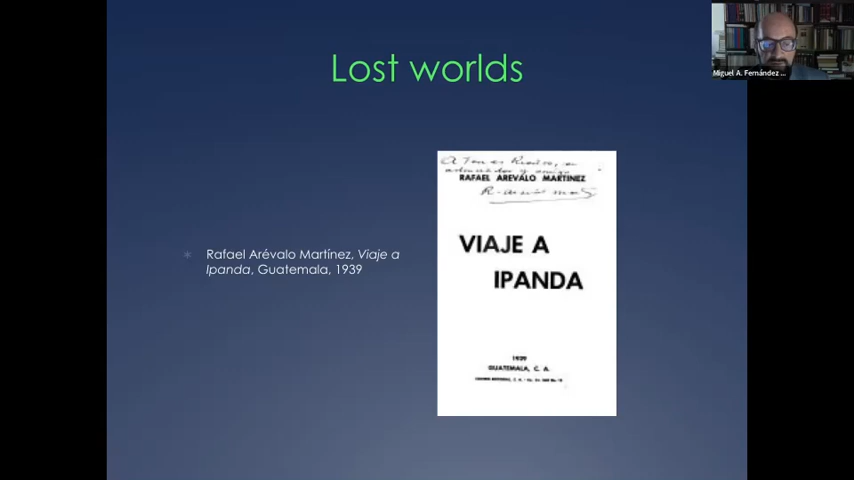 Lost worlds
Miguel A. Fernández ...
RAFAEL AREVALO MARTINEZ
VIAJE A
IPANDA
Rafael Arévalo Martínez, Viaje a
Ipanda, Guatemala, 1939
1939
GUATEMALA, C. A.